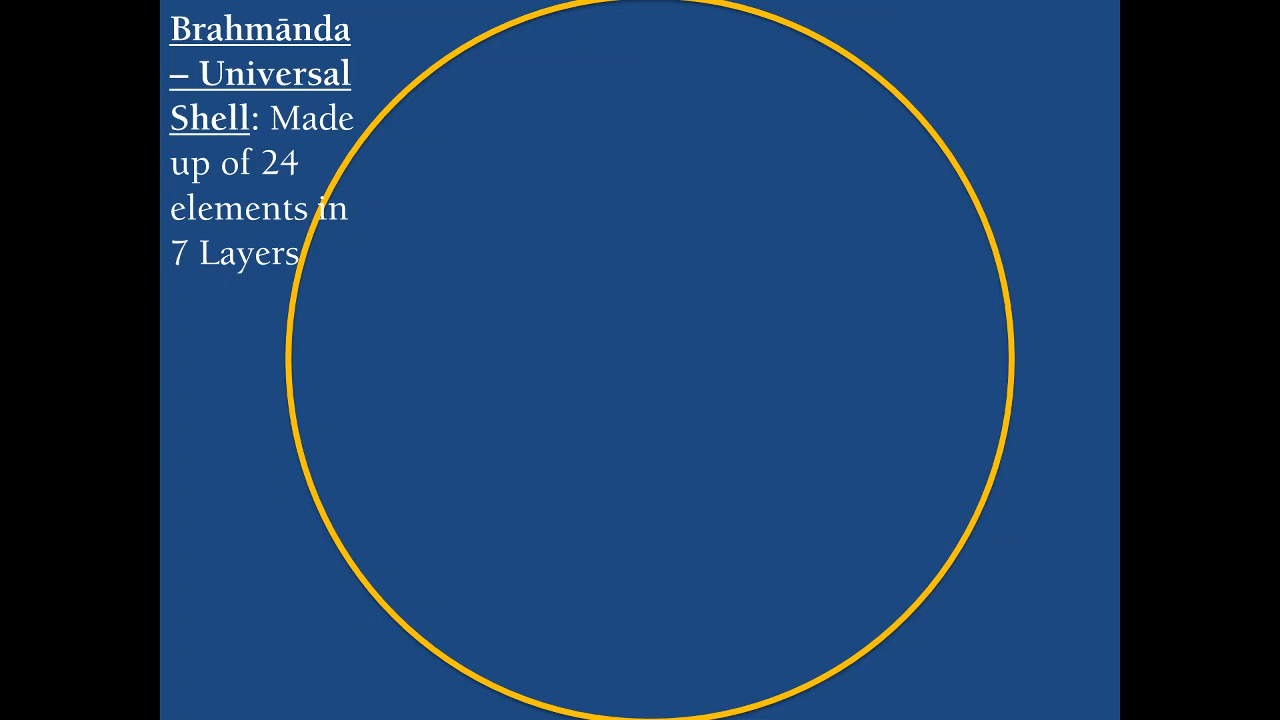 Brahmānda
– Universal
Shell: Made
up of 24
elements in
7 Layers